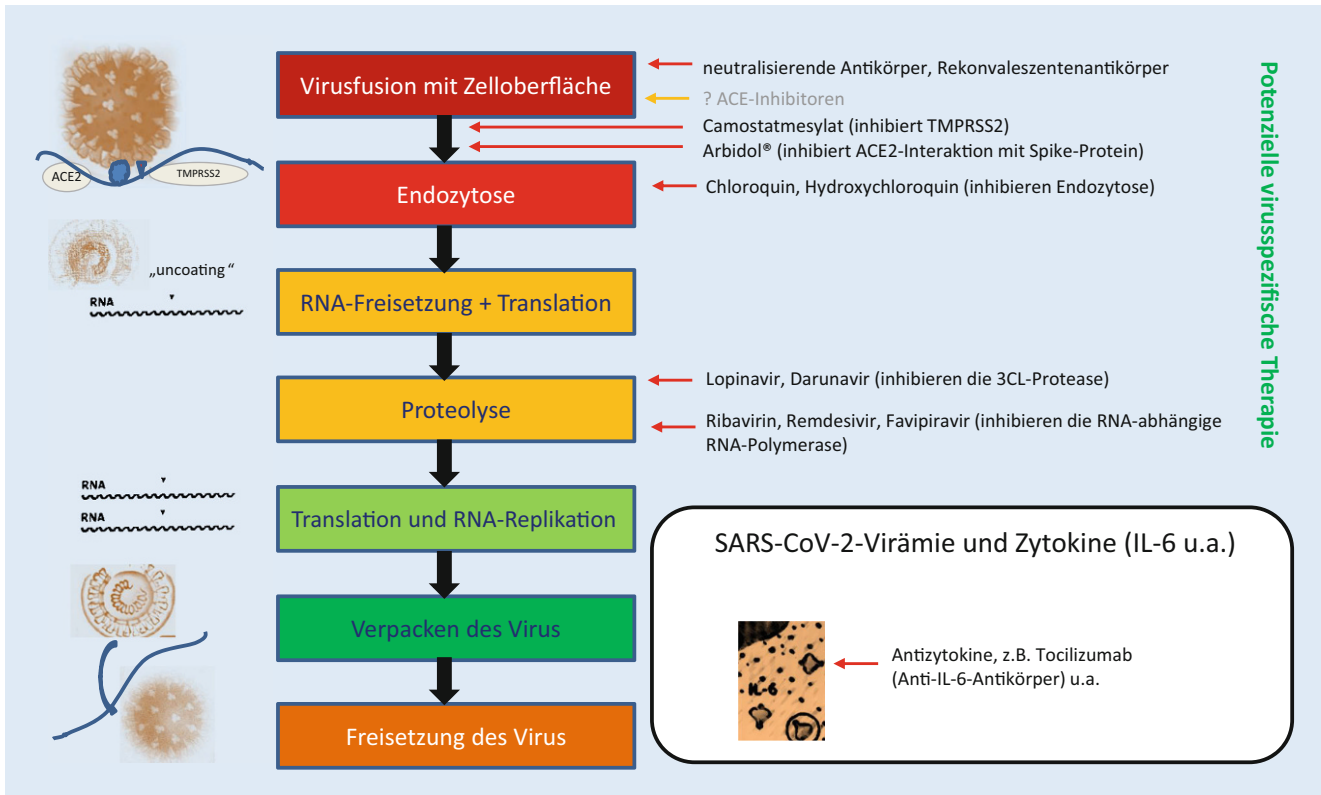 Virusfusion mit Zelloberfläche
neutralisierende Antikörper, Rekonvaleszentenantikörper
? ACE-Inhibitoren
Camostatmesylat (inhibiert TMPRSS2)
Arbidol® (inhibiert ACE2-Interaktion mit Spike-Protein)
ACE2
TMPRSS2
Endozytose
Chloroquin, Hydroxychloroquin (inhibieren Endozytose)
„uncoating“
RNA
RNA-Freisetzung + Translation
Proteolyse
Lopinavir, Darunavir (inhibieren die 3CL-Protease)
Ribavirin, Remdesivir, Favipiravir (inhibieren die RNA-abhängige
RNA-Polymerase)
RNA
RNA
Translation und RNA-Replikation
Verpacken des Virus
Freisetzung des Virus
Potenzielle virusspezifische Therapie
SARS-CoV-2-Virämie und Zytokine (IL-6 u.a.)
IL-6
Antizytokine, z.B. Tocilizumab
(Anti-IL-6-Antikörper) u.a.